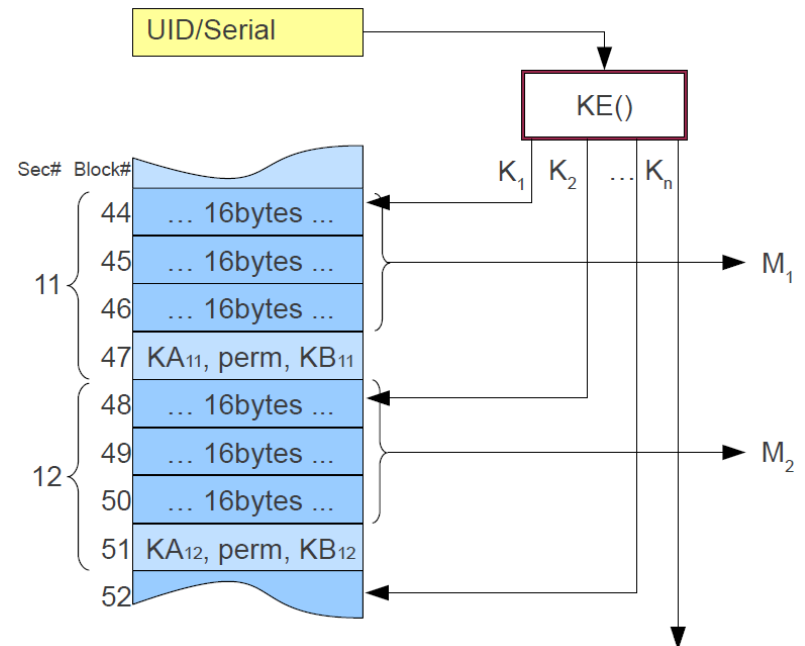 UID/Serial
KE()
K₁ K₂ ... Kₙ
Sec# Block#
44 ... 16bytes ...
45 ... 16bytes ...
M₁
11
46 ... 16bytes ...
47 KA₁₁, perm, KB₁₁
48 ... 16bytes ...
49 ... 16bytes ...
M₂
12
50 ... 16bytes ...
51 KA₁₂, perm, KB₁₂
52